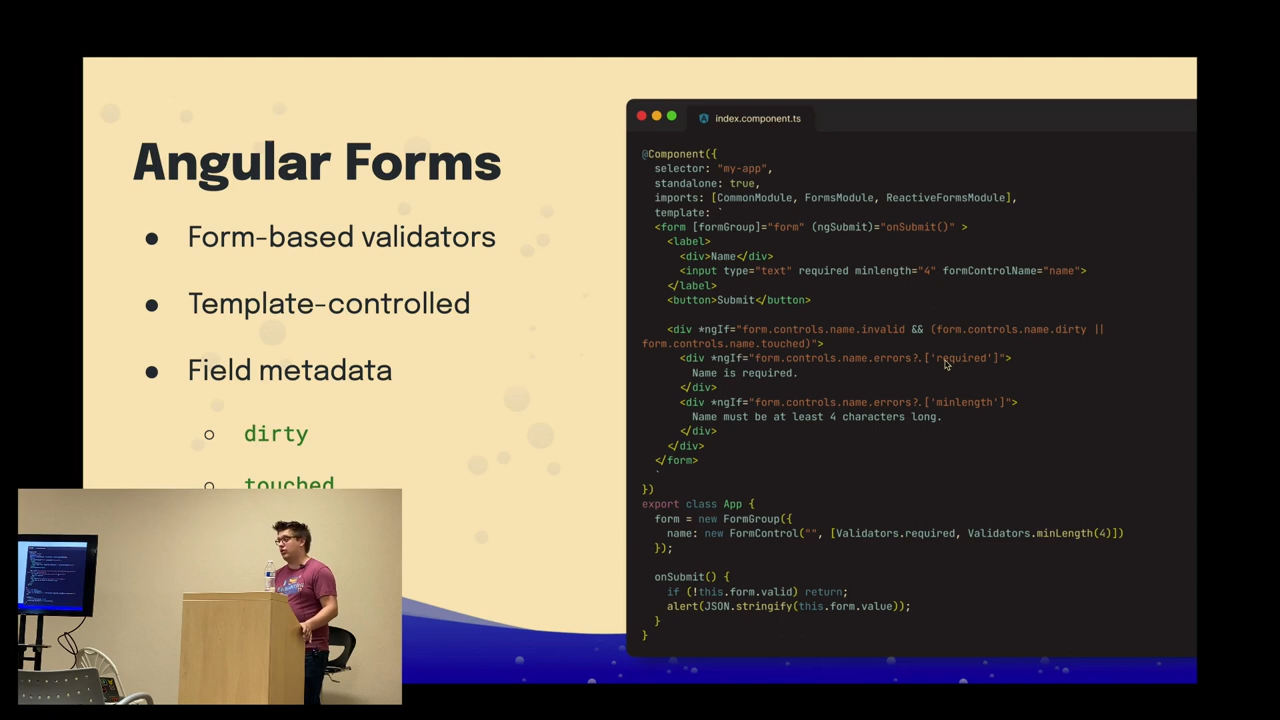 Angular Forms
● Form-based validators
● Template-controlled
● Field metadata
○ dirty
○ touched
index.component.ts
@Component({
  selector: "my-app",
  standalone: true,
  imports: [CommonModule, FormsModule, ReactiveFormsModule],
  template: `
  <form [formGroup]="form" (ngSubmit)="onSubmit()" >
    <label>
      <div>Name</div>
      <input type="text" required minlength="4" formControlName="name">
    </label>
    <button>Submit</button>
    <div *ngIf="form.controls.name.invalid && (form.controls.name.dirty ||
form.controls.name.touched)">
      <div *ngIf="form.controls.name.errors?.['required']">
        Name is required.
      </div>
      <div *ngIf="form.controls.name.errors?.['minlength']">
        Name must be at least 4 characters long.
      </div>
    </div>
  </form>
  `
})
export class App {
  form = new FormGroup({
    name: new FormControl("", [Validators.required, Validators.minLength(4)])
  });
  onSubmit() {
    if (!this.form.valid) return;
    alert(JSON.stringify(this.form.value));
  }
}